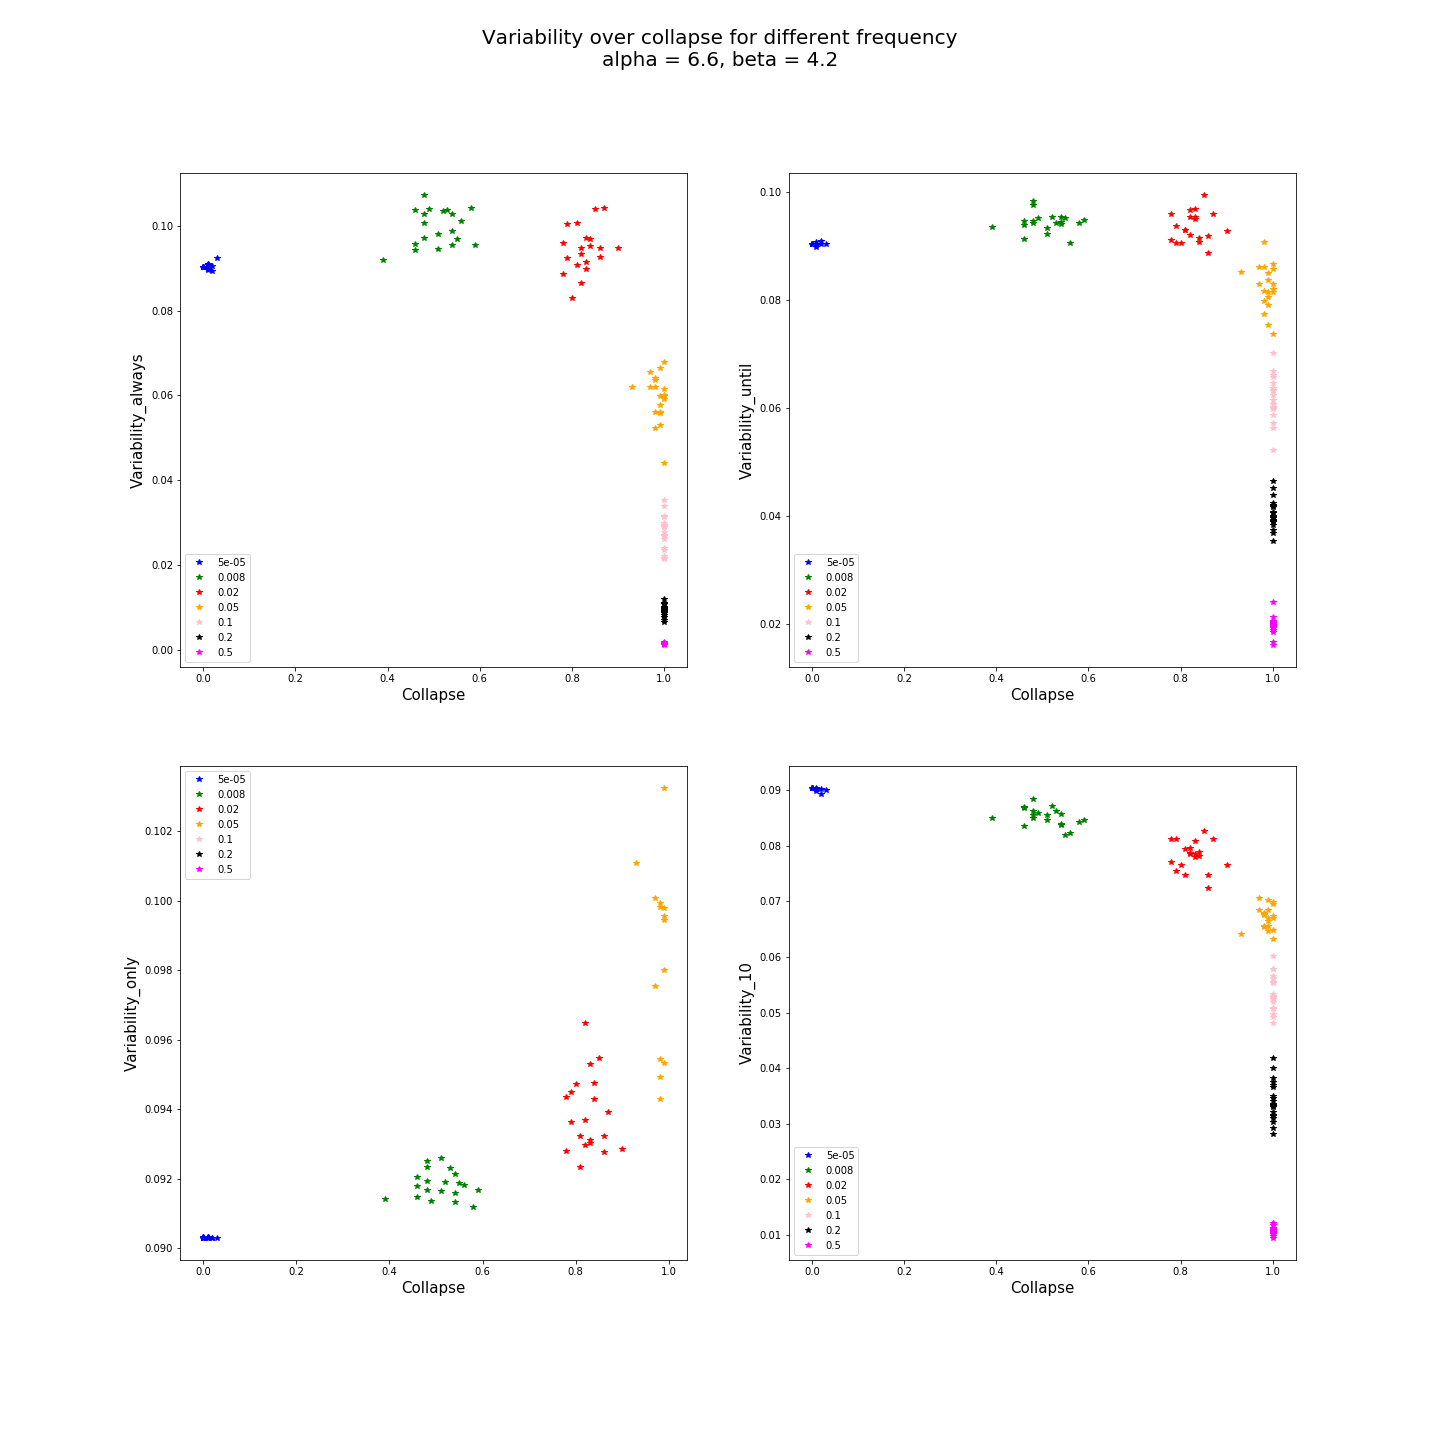 Variability over collapse for different frequency
alpha = 6.6, beta = 4.2
Variability_always
0.10
0.08
0.06
0.04
0.02
0.00
5e-05
0.008
0.02
0.05
0.1
0.2
0.5
0.0 0.2 0.4 0.6 0.8 1.0
Collapse
Variability_until
0.10
0.08
0.06
0.04
0.02
5e-05
0.008
0.02
0.05
0.1
0.2
0.5
0.0 0.2 0.4 0.6 0.8 1.0
Collapse
Variability_only
0.102
0.100
0.098
0.096
0.094
0.092
0.090
5e-05
0.008
0.02
0.05
0.1
0.2
0.5
0.0 0.2 0.4 0.6 0.8 1.0
Collapse
Variability_10
0.09
0.08
0.07
0.06
0.05
0.04
0.03
0.02
0.01
5e-05
0.008
0.02
0.05
0.1
0.2
0.5
0.0 0.2 0.4 0.6 0.8 1.0
Collapse